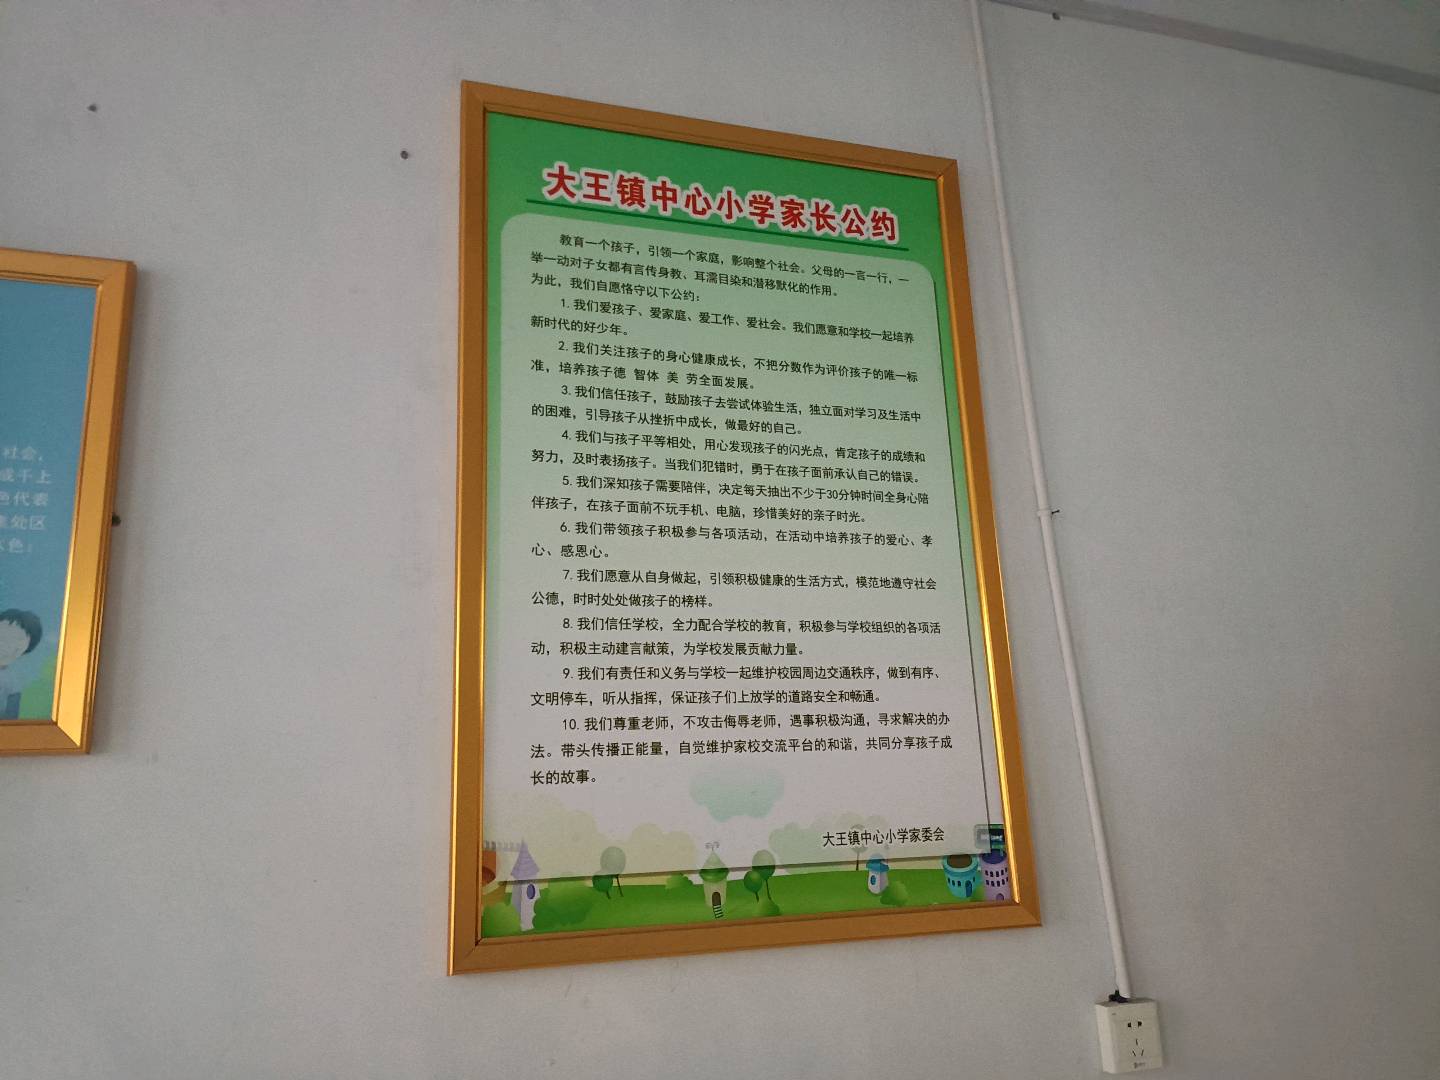 社会，
成千上
色代表
集处区
大王镇中心小学家长公约
教育一个孩子，引领一个家庭，影响整个社会。父母的一言一行，一
举一动对子女都有言传身教、耳濡目染和潜移默化的作用。
为此，我们自愿恪守以下公约：
1. 我们爱孩子、爱家庭、爱工作、爱社会。我们愿意和学校一起培养
新时代的好少年。
2. 我们关注孩子的身心健康成长，不把分数作为评价孩子的唯一标
准，培养孩子德 智体 美 劳全面发展。
3. 我们信任孩子，鼓励孩子去尝试体验生活，独立面对学习及生活中
的困难，引导孩子从挫折中成长，做最好的自己。
4. 我们与孩子平等相处，用心发现孩子的闪光点，肯定孩子的成绩和
努力，及时表扬孩子。当我们犯错时，勇于在孩子面前承认自己的错误。
5. 我们深知孩子需要陪伴，决定每天抽出不少于30分钟时间全身心陪
伴孩子，在孩子面前不玩手机、电脑，珍惜美好的亲子时光。
6. 我们带领孩子积极参与各项活动，在活动中培养孩子的爱心、孝
心、感恩心。
7. 我们愿意从自身做起，引领积极健康的生活方式，模范地遵守社会
公德，时时处处做孩子的榜样。
8. 我们信任学校，全力配合学校的教育，积极参与学校组织的各项活
动，积极主动建言献策，为学校发展贡献力量。
9. 我们有责任和义务与学校一起维护校园周边交通秩序，做到有序、
文明停车，听从指挥，保证孩子们上放学的道路安全和畅通。
10. 我们尊重老师，不攻击侮辱老师，遇事积极沟通，寻求解决的办
法。带头传播正能量，自觉维护家校交流平台的和谐，共同分享孩子成
长的故事。
大王镇中心小学家委会